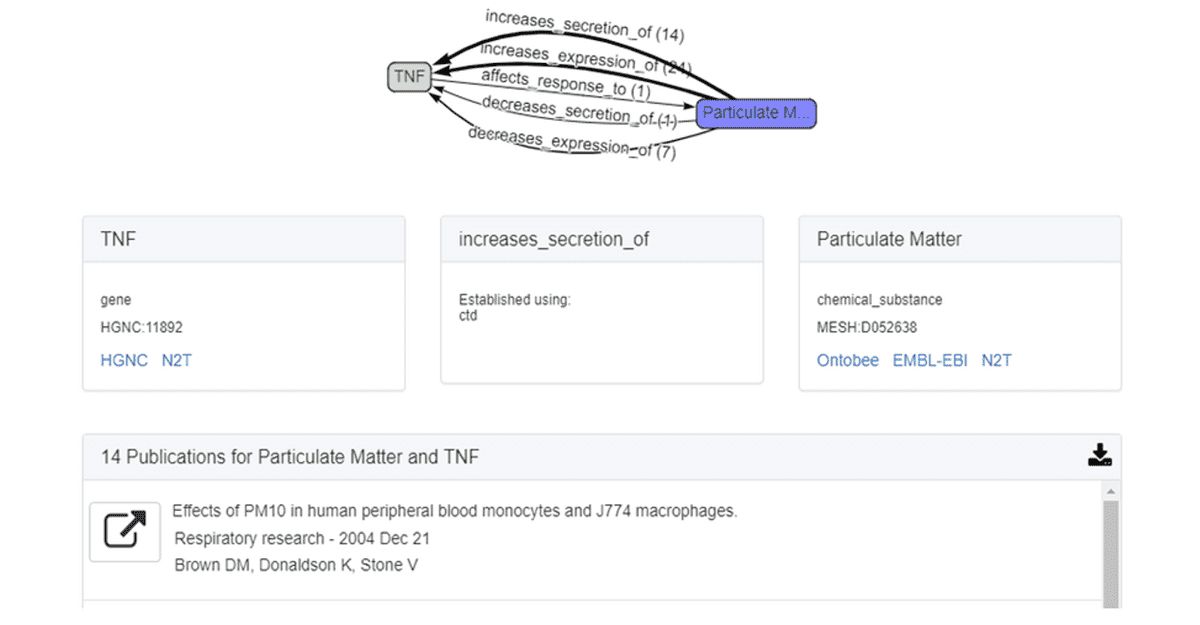 increases_secretion_of (14)
increases_expression_of (24)
TNF
affects_response_to (1)
decreases_secretion_of (1)
Particulate M...
decreases_expression_of (7)
TNF
increases_secretion_of
Particulate Matter
gene
Established using:
chemical_substance
ctd
HGNC:11892
MESH:D052638
HGNC N2T
Ontobee EMBL-EBI N2T
14 Publications for Particulate Matter and TNF
Effects of PM10 in human peripheral blood monocytes and J774 macrophages.
Respiratory research - 2004 Dec 21
Brown DM, Donaldson K, Stone V